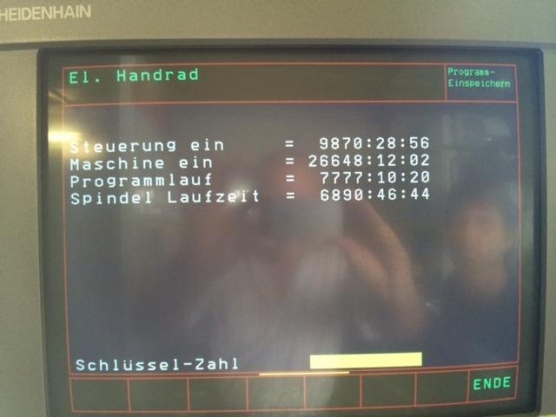 HEIDENHAIN
El. Handrad
Programm-
Einspeichern
Steuerung ein = 9870:28:56
Maschine ein = 26648:12:02
Programmlauf = 7777:10:20
Spindel Laufzeit = 6890:46:44
Schlüssel-Zahl
ENDE